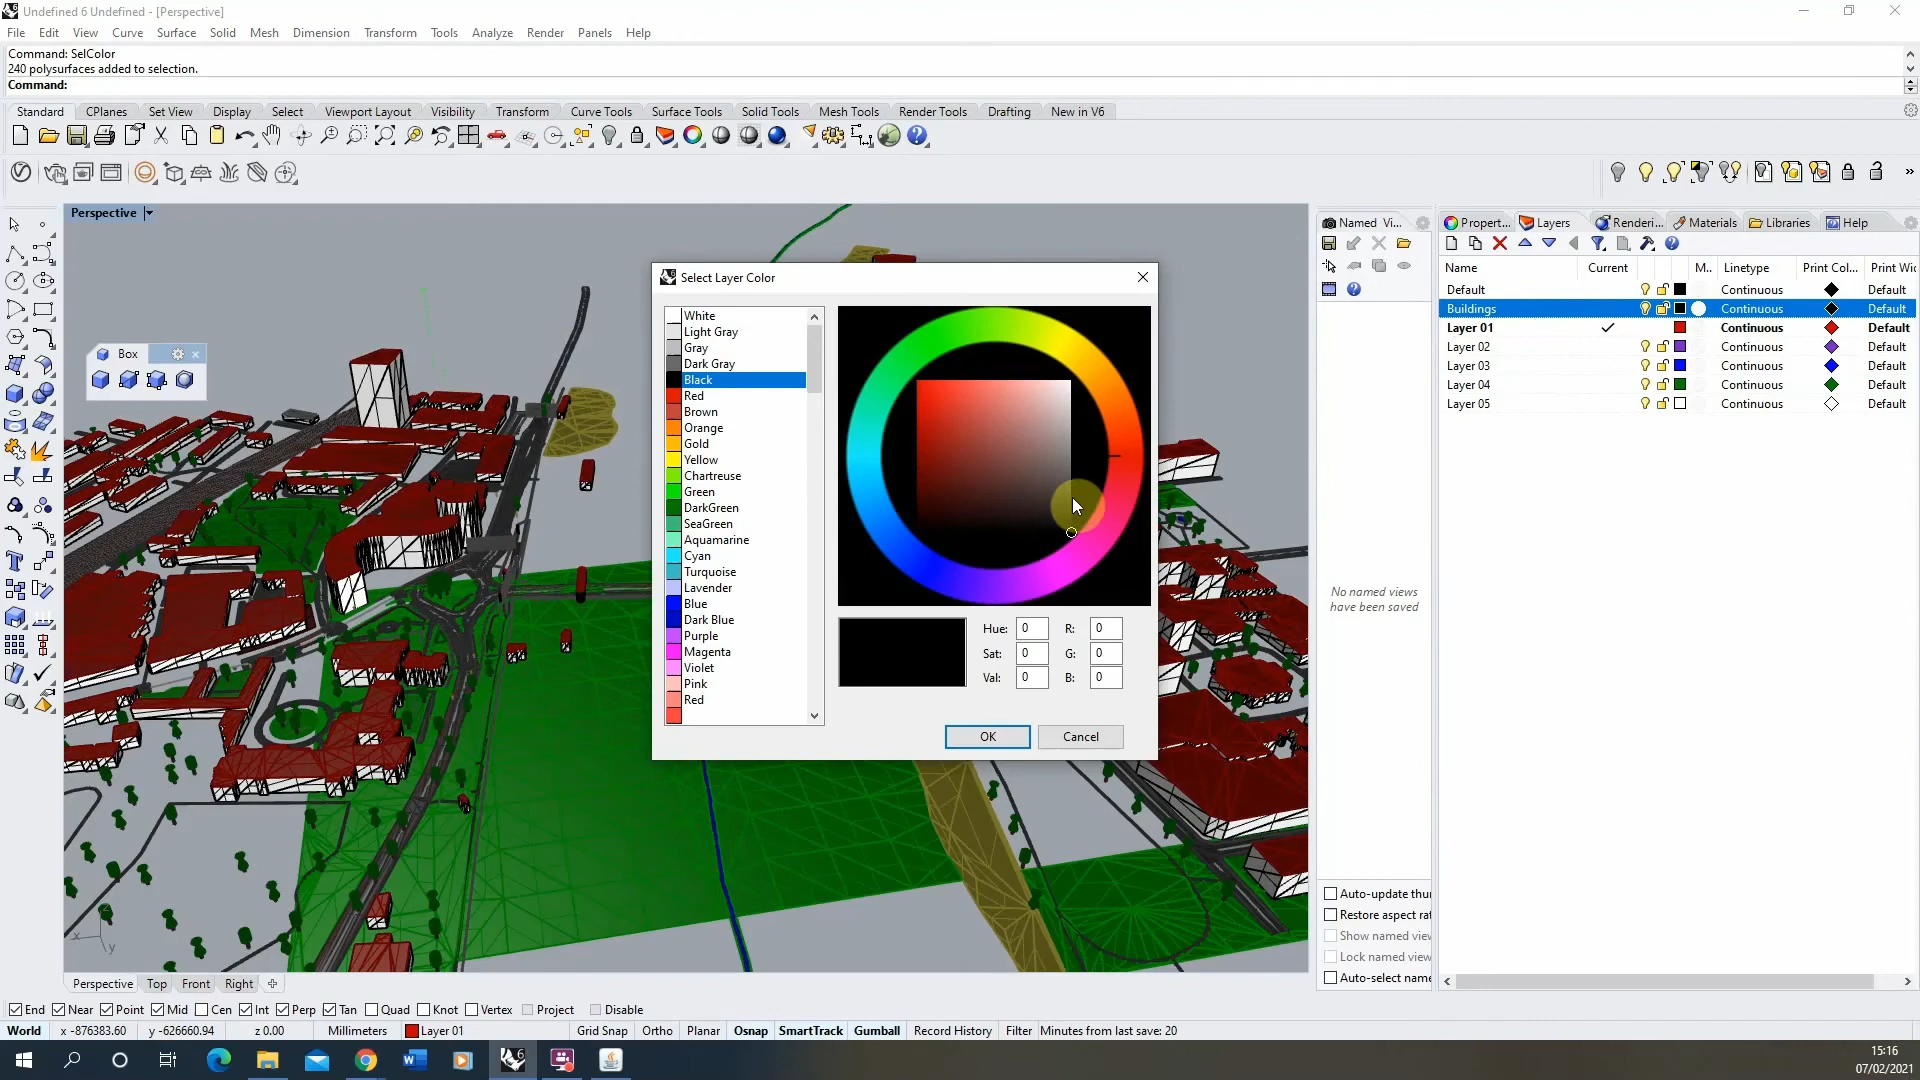 Undefined 6 Undefined - [Perspective]
File Edit View Curve Surface Solid Mesh Dimension Transform Tools Analyze Render Panels Help
Command: SelColor
240 polysurfaces added to selection.
Command:
Standard CPlanes Set View Display Select Viewport Layout Visibility Transform Curve Tools Surface Tools Solid Tools Mesh Tools Render Tools Drafting New in V6
Perspective
Box
Select Layer Color
White
Light Gray
Gray
Dark Gray
Black
Red
Brown
Orange
Gold
Yellow
Chartreuse
Green
DarkGreen
SeaGreen
Aquamarine
Cyan
Turquoise
Lavender
Blue
Dark Blue
Purple
Magenta
Violet
Pink
Red
Hue: 0 R: 0
Sat: 0 G: 0
Val: 0 B: 0
OK Cancel
Named Vi...
No named views
have been saved
Auto-update thu
Restore aspect rat
Show named view
Lock named view
Auto-select name
Propert... Layers Renderi... Materials Libraries Help
Name Current M.. Linetype Print Col... Print Wi
Default Continuous Default
Buildings Continuous Default
Layer 01 Continuous Default
Layer 02 Continuous Default
Layer 03 Continuous Default
Layer 04 Continuous Default
Layer 05 Continuous Default
x y
Perspective Top Front Right
End Near Point Mid Cen Int Perp Tan Quad Knot Vertex Project Disable
World x -876383.60 y -626660.94 z 0.00 Millimeters Layer 01 Grid Snap Ortho Planar Osnap SmartTrack Gumball Record History Filter Minutes from last save: 20
15:16
07/02/2021